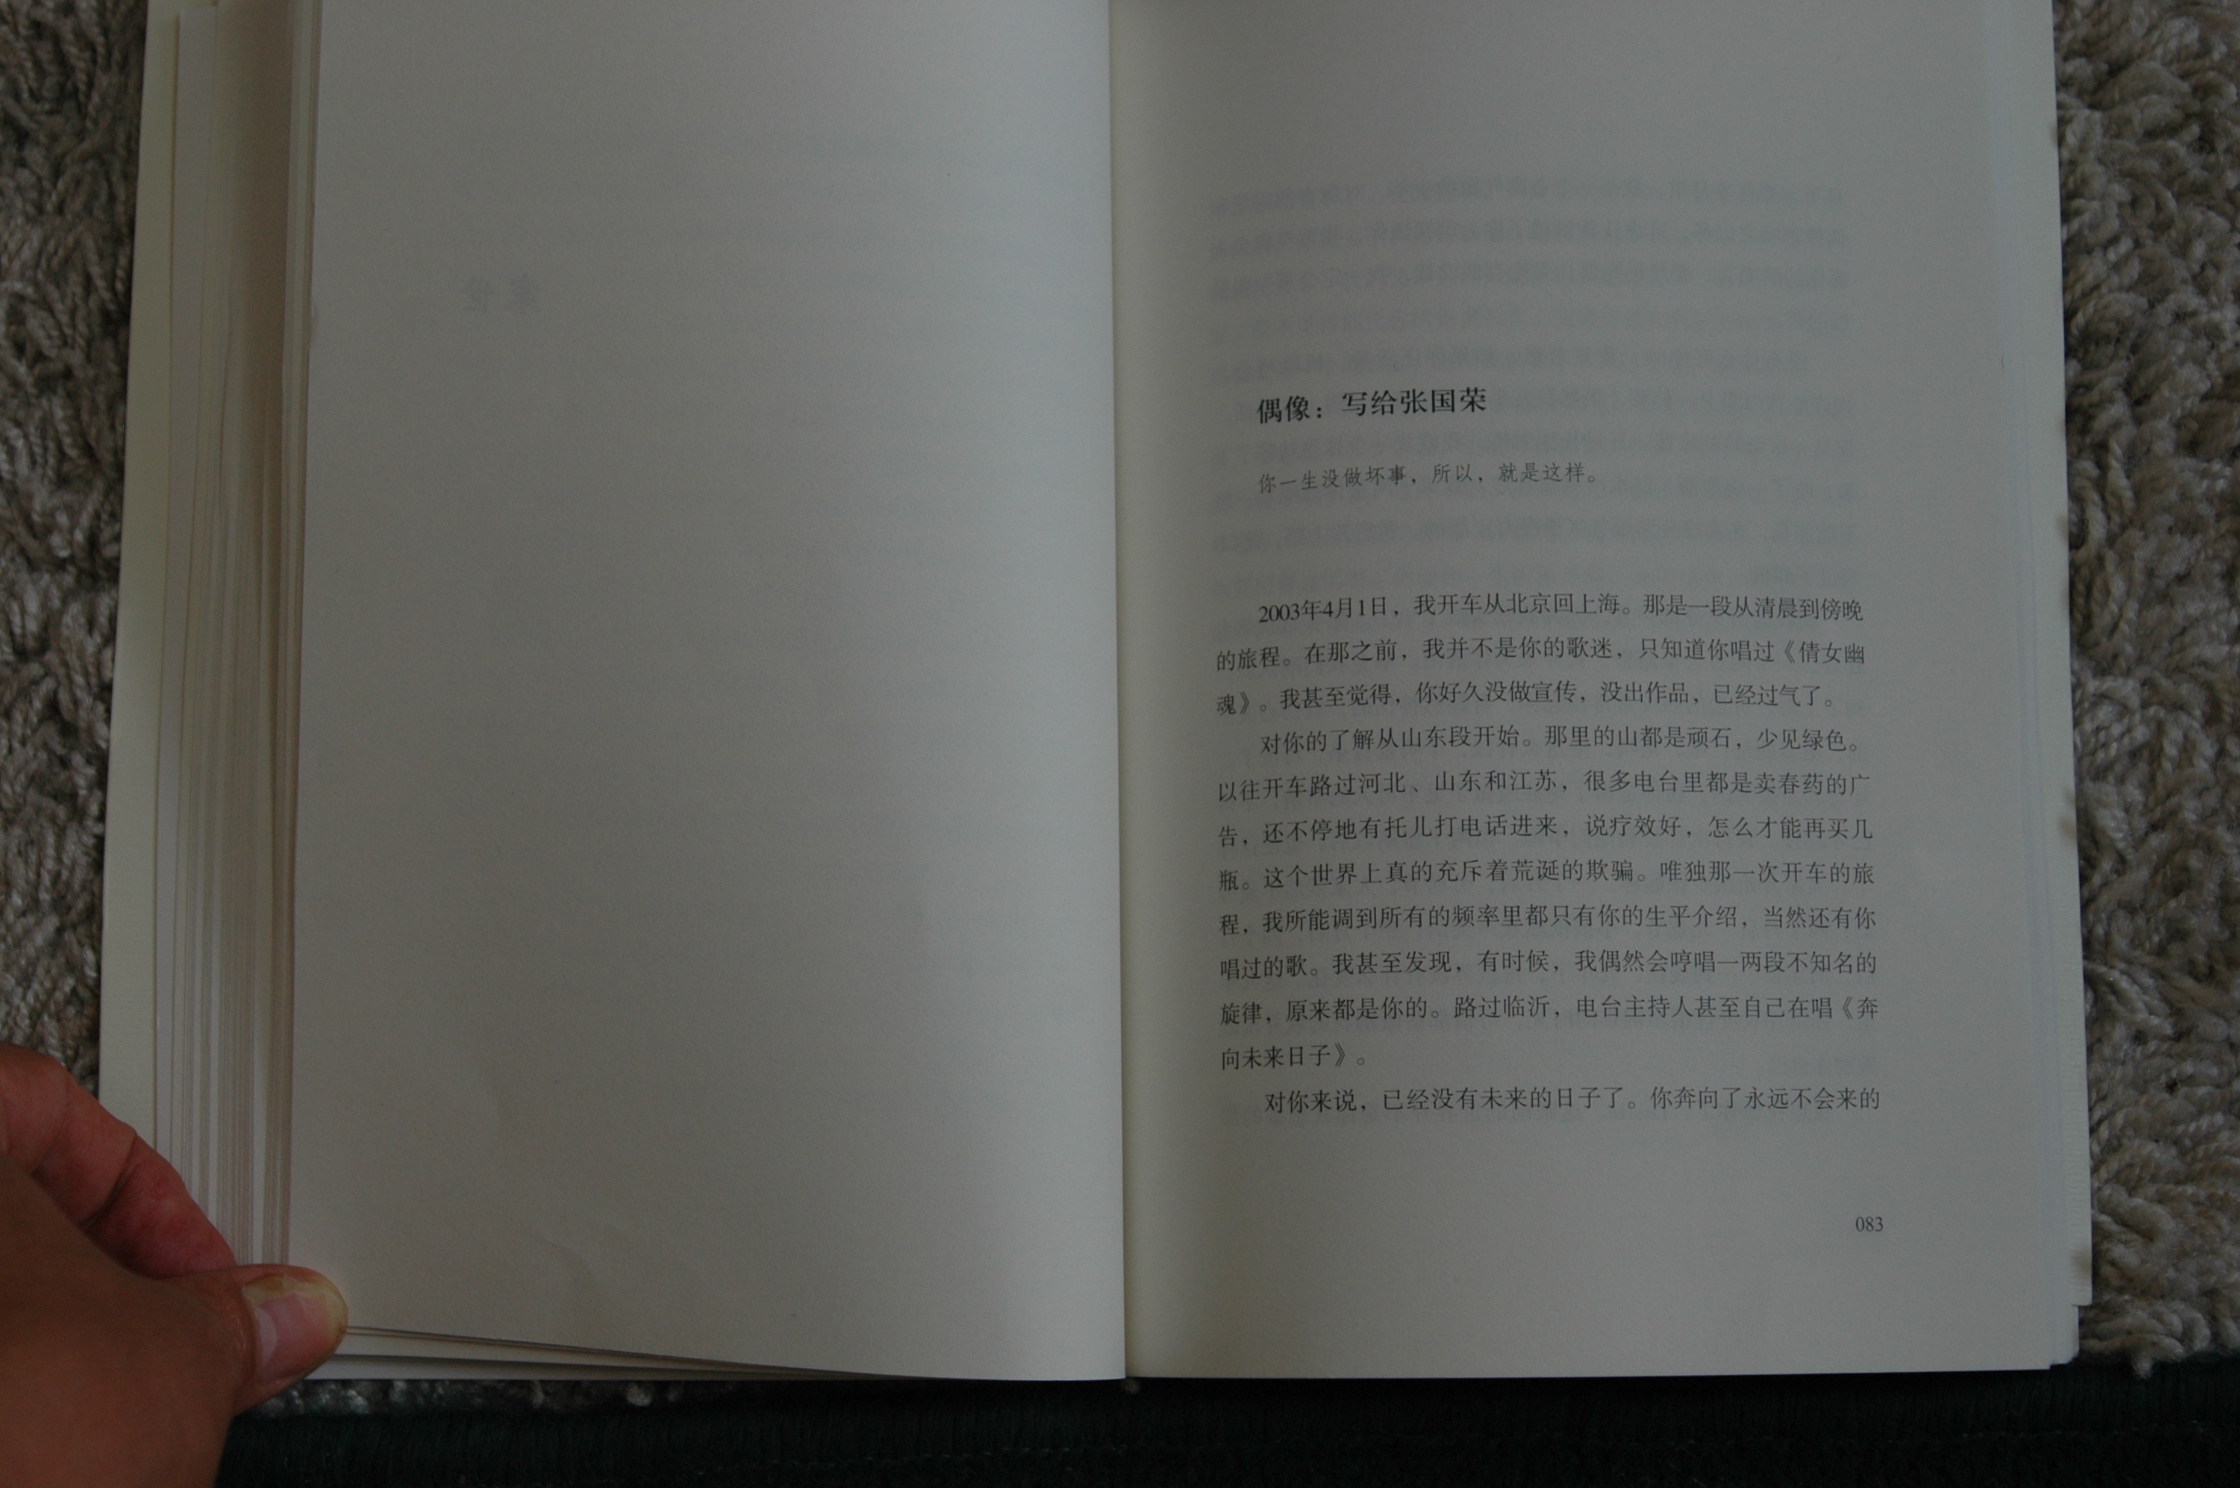 偶像：写给张国荣
你一生没做坏事，所以，就是这样。
2003年4月1日，我开车从北京回上海。那是一段从清晨到傍晚
的旅程。在那之前，我并不是你的歌迷，只知道你唱过《倩女幽
魂》。我甚至觉得，你好久没做宣传，没出作品，已经过气了。
对你的了解从山东段开始。那里的山都是顽石，少见绿色。
以往开车路过河北、山东和江苏，很多电台里都是卖春药的广
告，还不停地有托儿打电话进来，说疗效好，怎么才能再买几
瓶。这个世界上真的充斥着荒诞的欺骗。唯独那一次开车的旅
程，我所能调到所有的频率里都只有你的生平介绍，当然还有你
唱过的歌。我甚至发现，有时候，我偶然会哼唱一两段不知名的
旋律，原来都是你的。路过临沂，电台主持人甚至自己在唱《奔
向未来日子》。
对你来说，已经没有未来的日子了。你奔向了永远不会来的
083